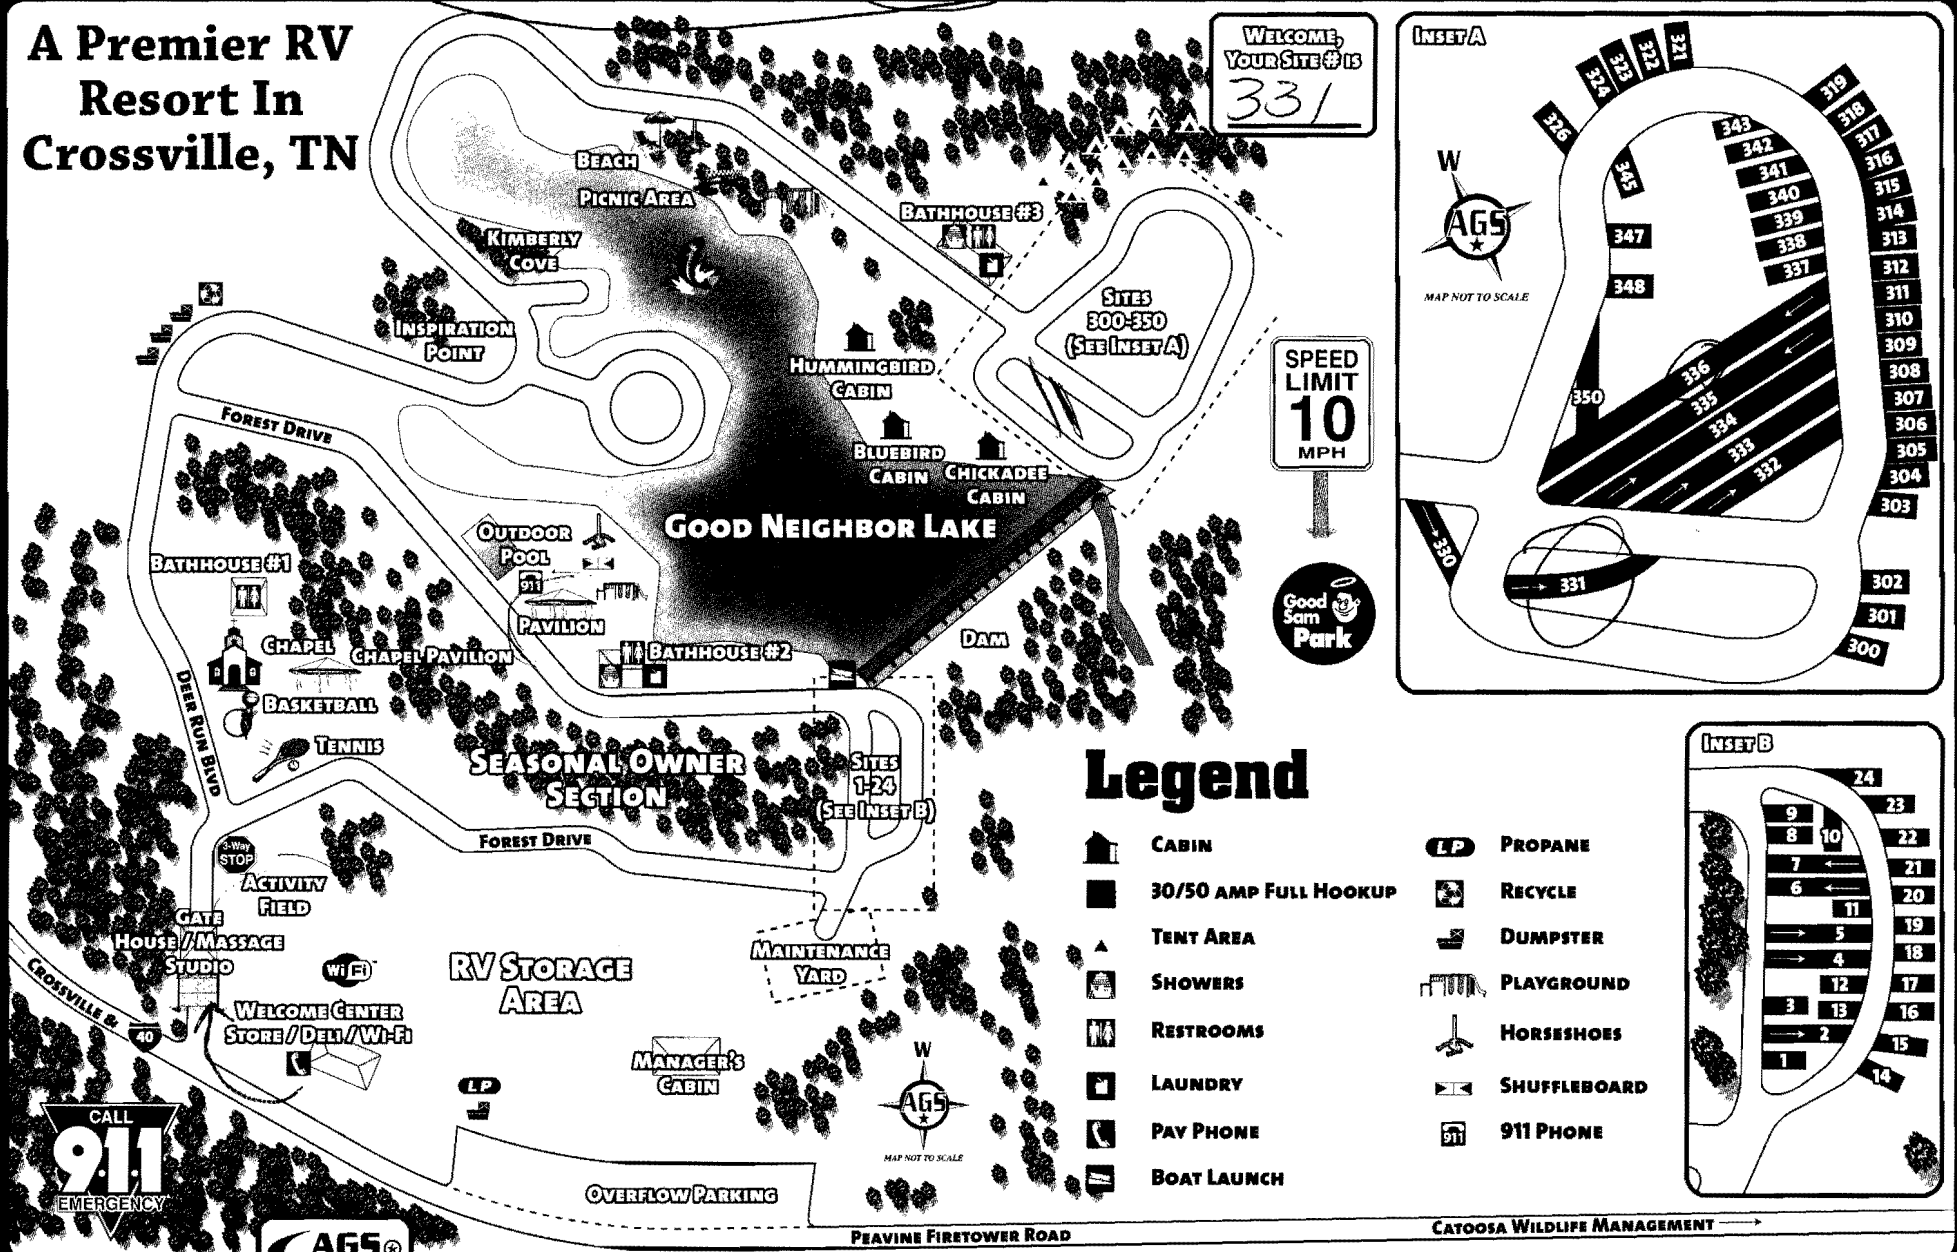 A Premier RV
Resort In
Crossville, TN
WELCOME,
YOUR SITE # IS
331
BEACH
PICNIC AREA
KIMBERLY
COVE
BATHHOUSE #3
INSPIRATION
POINT
SITES
300-350
(SEE INSET A)
HUMMINGBIRD
CABIN
BLUEBIRD
CABIN
CHICKADEE
CABIN
FOREST DRIVE
GOOD NEIGHBOR LAKE
OUTDOOR
POOL
911
PAVILION
BATHHOUSE #1
BATHHOUSE #2
DAM
CHAPEL
CHAPEL PAVILION
BASKETBALL
TENNIS
DEER RUN BLVD
SEASONAL OWNER
SECTION
SITES
1-24
(SEE INSET B)
FOREST DRIVE
3-Way
STOP
ACTIVITY
FIELD
GATE
HOUSE / MASSAGE
STUDIO
WiFi
RV STORAGE
AREA
MAINTENANCE
YARD
CROSSVILLE &
40
WELCOME CENTER
STORE / DELI / WI-FI
MANAGER'S
CABIN
LP
W
AGS
MAP NOT TO SCALE
CALL
911
EMERGENCY
OVERFLOW PARKING
AGS
PEAVINE FIRETOWER ROAD
CATOOSA WILDLIFE MANAGEMENT
SPEED
LIMIT
10
MPH
Good
Sam
Park
Legend
CABIN
30/50 AMP FULL HOOKUP
TENT AREA
SHOWERS
RESTROOMS
LAUNDRY
PAY PHONE
BOAT LAUNCH
LP PROPANE
RECYCLE
DUMPSTER
PLAYGROUND
HORSESHOES
SHUFFLEBOARD
911 911 PHONE
INSET A
W
AGS
MAP NOT TO SCALE
326
324
323
322
321
319
318
317
316
315
314
313
312
311
310
309
308
307
306
305
304
303
302
301
300
343
342
341
340
339
338
337
345
347
348
350
336
335
334
333
332
330
331
INSET B
24
23
22
21
20
19
18
17
16
15
14
9
8
10
7
6
11
5
4
12
3
13
2
1